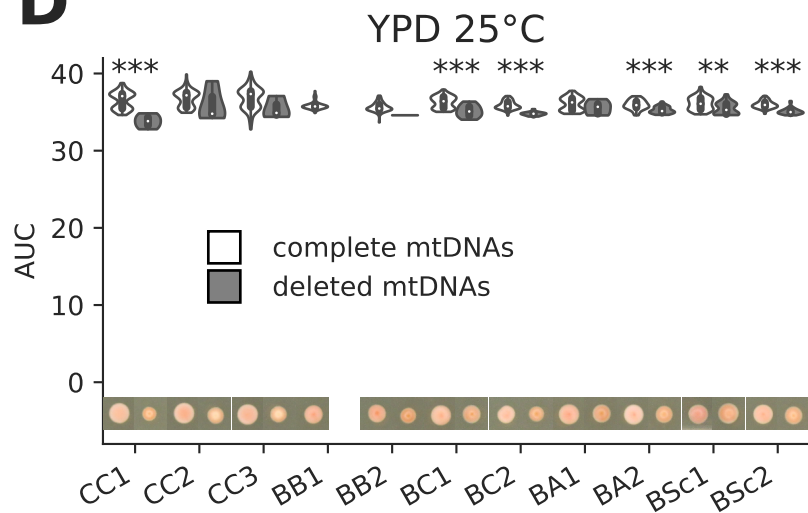 D
YPD 25°C
*** *** *** *** ** ***
40
30
20
10
0
AUC
complete mtDNAs
deleted mtDNAs
CC1 CC2 CC3 BB1 BB2 BC1 BC2 BA1 BA2 BSc1 BSc2